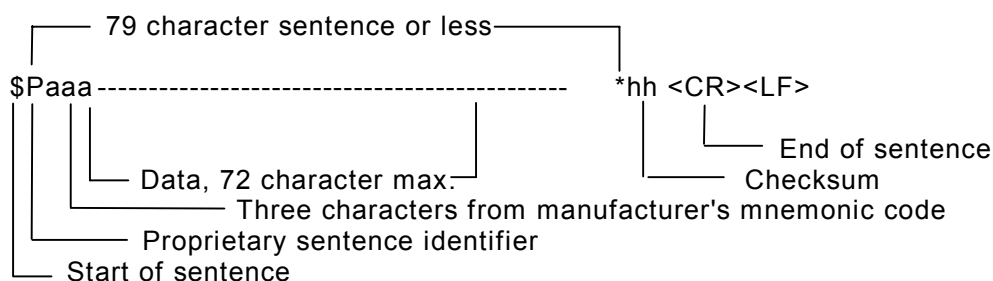 79 character sentence or less
$Paaa---------------------------------------------- *hh <CR><LF>
End of sentence
Data, 72 character max. Checksum
Three characters from manufacturer's mnemonic code
Proprietary sentence identifier
Start of sentence